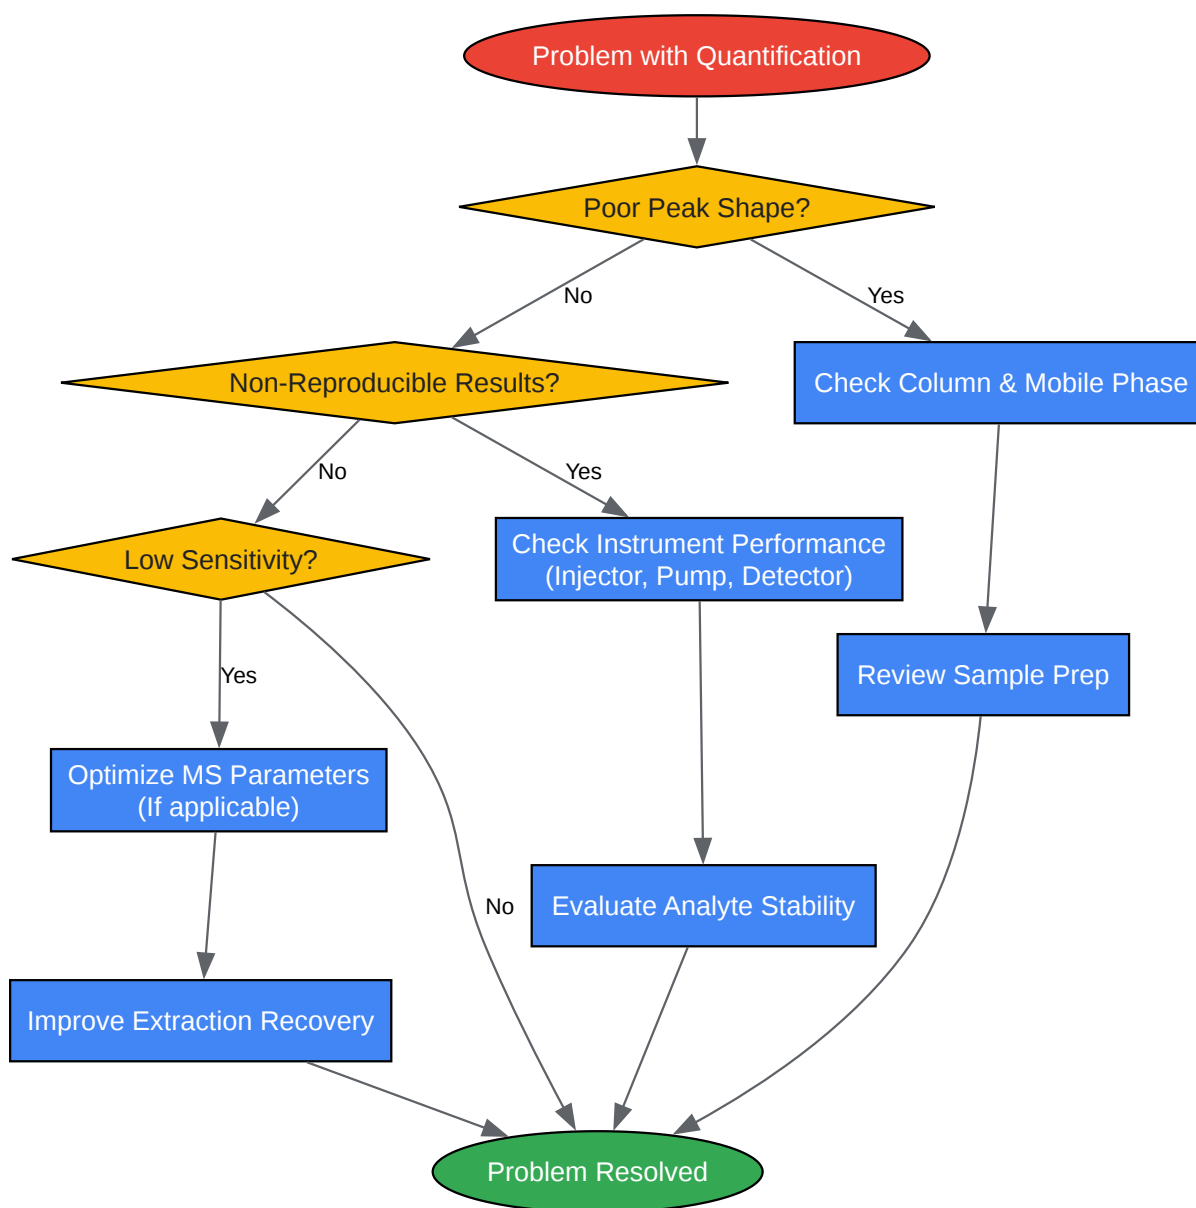 Problem with Quantification
Poor Peak Shape?
No
Yes
Non-Reproducible Results?
Check Column & Mobile Phase
No
Yes
Low Sensitivity?
Check Instrument Performance
(Injector, Pump, Detector)
Yes
Review Sample Prep
Optimize MS Parameters
(If applicable)
No
Evaluate Analyte Stability
Improve Extraction Recovery
Problem Resolved